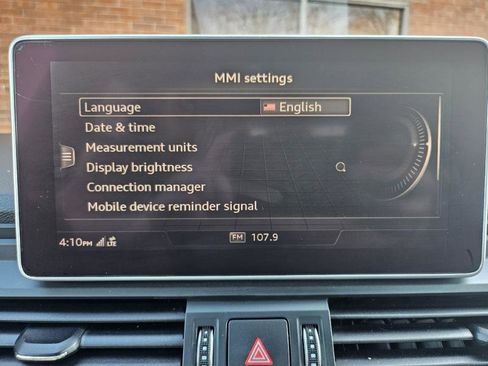 MMI settings
Language English
Date & time
Measurement units
Display brightness
Connection manager
Mobile device reminder signal
4:10PM LTE FM 107.9